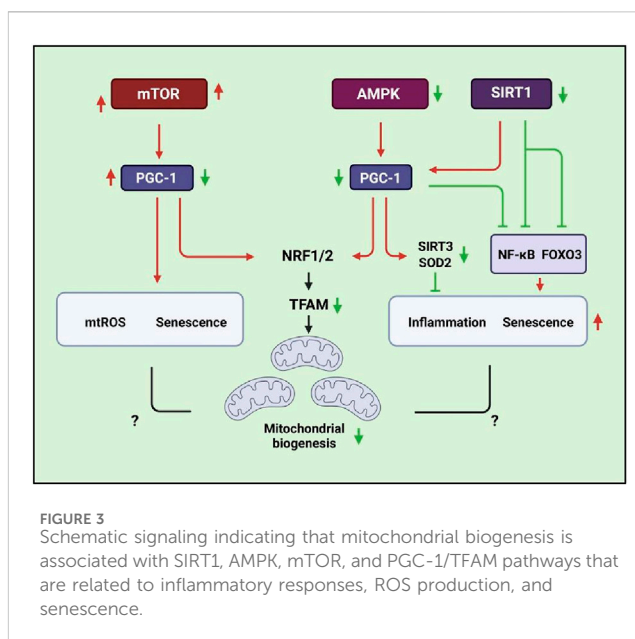 mTOR AMPK SIRT1
PGC-1 PGC-1
NRF1/2 SIRT3 NF-κB FOXO3
SOD2
TFAM
mtROS Senescence Inflammation Senescence
? ?
Mitochondrial
biogenesis
FIGURE 3
Schematic signaling indicating that mitochondrial biogenesis is
associated with SIRT1, AMPK, mTOR, and PGC-1/TFAM pathways that
are related to inflammatory responses, ROS production, and
senescence.